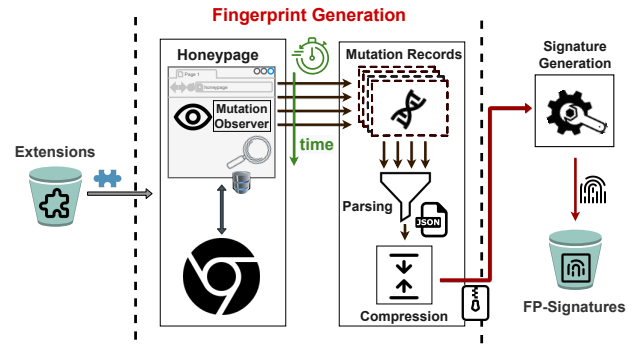 Fingerprint Generation
Honeypage
Page 1
honeypage
Mutation
Observer
time
Mutation Records
Parsing
JSON
Compression
Extensions
Signature
Generation
FP-Signatures